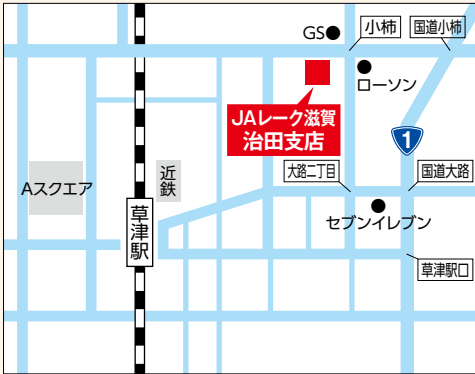 GS
小柿
国道小柿
ローソン
JAレーク滋賀
治田支店
1
Aスクエア
近鉄
大路二丁目
国道大路
セブンイレブン
草津駅
草津駅口